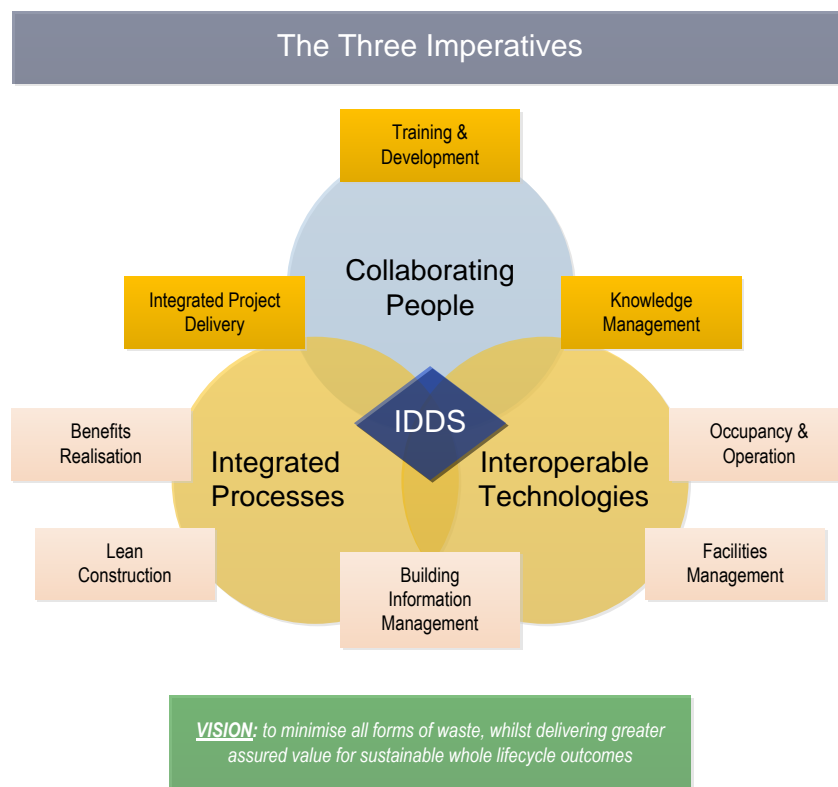 The Three Imperatives
Training &
Development
Collaborating
People
Integrated Project
Delivery
Knowledge
Management
IDDS
Benefits
Realisation
Integrated
Processes
Interoperable
Technologies
Occupancy &
Operation
Lean
Construction
Building
Information
Management
Facilities
Management
VISION: to minimise all forms of waste, whilst delivering greater
assured value for sustainable whole lifecycle outcomes